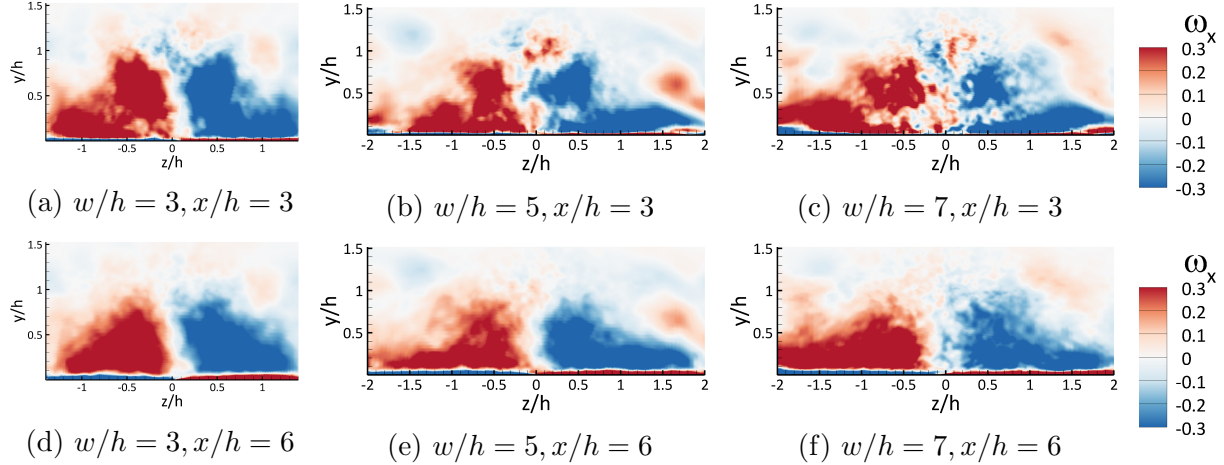 1.5
1
y/h
0.5
-1 -0.5 0 0.5 1
z/h
(a) w/h = 3, x/h = 3
1.5
1
y/h
0.5
-2 -1.5 -1 -0.5 0 0.5 1 1.5 2
z/h
(b) w/h = 5, x/h = 3
1.5
1
y/h
0.5
-2 -1.5 -1 -0.5 0 0.5 1 1.5 2
z/h
(c) w/h = 7, x/h = 3
ωx
0.3
0.2
0.1
0
-0.1
-0.2
-0.3
1.5
1
y/h
0.5
-1 -0.5 0 0.5 1
z/h
(d) w/h = 3, x/h = 6
1.5
1
y/h
0.5
-2 -1.5 -1 -0.5 0 0.5 1 1.5 2
z/h
(e) w/h = 5, x/h = 6
1.5
1
y/h
0.5
-2 -1.5 -1 -0.5 0 0.5 1 1.5 2
z/h
(f) w/h = 7, x/h = 6
ωx
0.3
0.2
0.1
0
-0.1
-0.2
-0.3